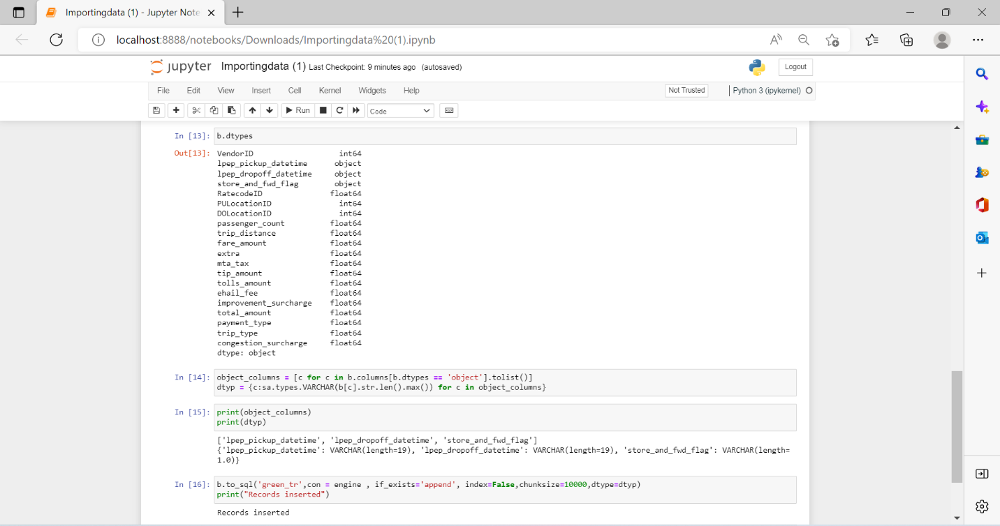 Importingdata (1) - Jupyter Note
localhost:8888/notebooks/Downloads/Importingdata%20(1).ipynb
jupyter Importingdata (1) Last Checkpoint: 9 minutes ago (autosaved)
Logout
File Edit View Insert Cell Kernel Widgets Help
Not Trusted
Python 3 (ipykernel)
Run
Code
In [13]: b.dtypes
Out[13]: VendorID int64
lpep_pickup_datetime object
lpep_dropoff_datetime object
store_and_fwd_flag object
RatecodeID float64
PULocationID int64
DOLocationID int64
passenger_count float64
trip_distance float64
fare_amount float64
extra float64
mta_tax float64
tip_amount float64
tolls_amount float64
ehail_fee float64
improvement_surcharge float64
total_amount float64
payment_type float64
trip_type float64
congestion_surcharge float64
dtype: object
In [14]: object_columns = [c for c in b.columns[b.dtypes == 'object'].tolist()]
dtyp = {c:sa.types.VARCHAR(b[c].str.len().max()) for c in object_columns}
In [15]: print(object_columns)
print(dtyp)
['lpep_pickup_datetime', 'lpep_dropoff_datetime', 'store_and_fwd_flag']
{'lpep_pickup_datetime': VARCHAR(length=19), 'lpep_dropoff_datetime': VARCHAR(length=19), 'store_and_fwd_flag': VARCHAR(length=
1.0)}
In [16]: b.to_sql('green_tr',con = engine , if_exists='append', index=False,chunksize=10000,dtype=dtyp)
print("Records inserted")
Records inserted